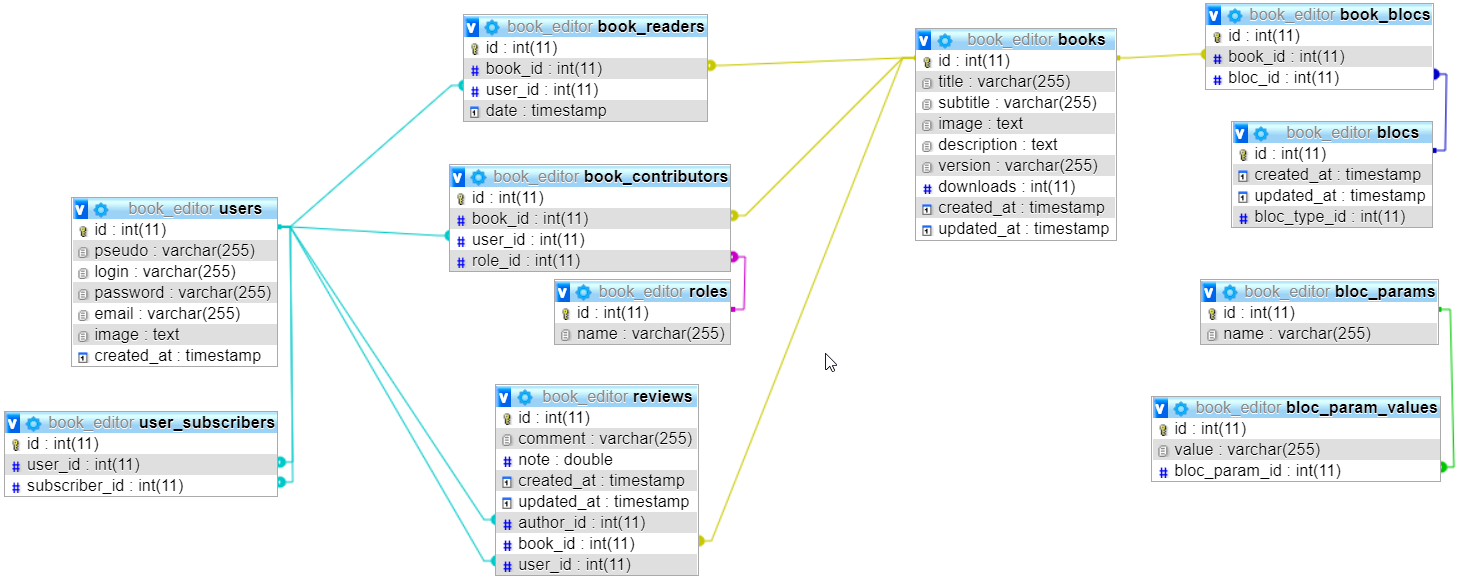 book_editor book_readers
id : int(11)
book_id : int(11)
user_id : int(11)
date : timestamp
book_editor book_contributors
id : int(11)
book_id : int(11)
user_id : int(11)
role_id : int(11)
book_editor roles
id : int(11)
name : varchar(255)
book_editor users
id : int(11)
pseudo : varchar(255)
login : varchar(255)
password : varchar(255)
email : varchar(255)
image : text
created_at : timestamp
book_editor user_subscribers
id : int(11)
user_id : int(11)
subscriber_id : int(11)
book_editor reviews
id : int(11)
comment : varchar(255)
note : double
created_at : timestamp
updated_at : timestamp
author_id : int(11)
book_id : int(11)
user_id : int(11)
book_editor books
id : int(11)
title : varchar(255)
subtitle : varchar(255)
image : text
description : text
version : varchar(255)
downloads : int(11)
created_at : timestamp
updated_at : timestamp
book_editor book_blocs
id : int(11)
book_id : int(11)
bloc_id : int(11)
book_editor blocs
id : int(11)
created_at : timestamp
updated_at : timestamp
bloc_type_id : int(11)
book_editor bloc_params
id : int(11)
name : varchar(255)
book_editor bloc_param_values
id : int(11)
value : varchar(255)
bloc_param_id : int(11)